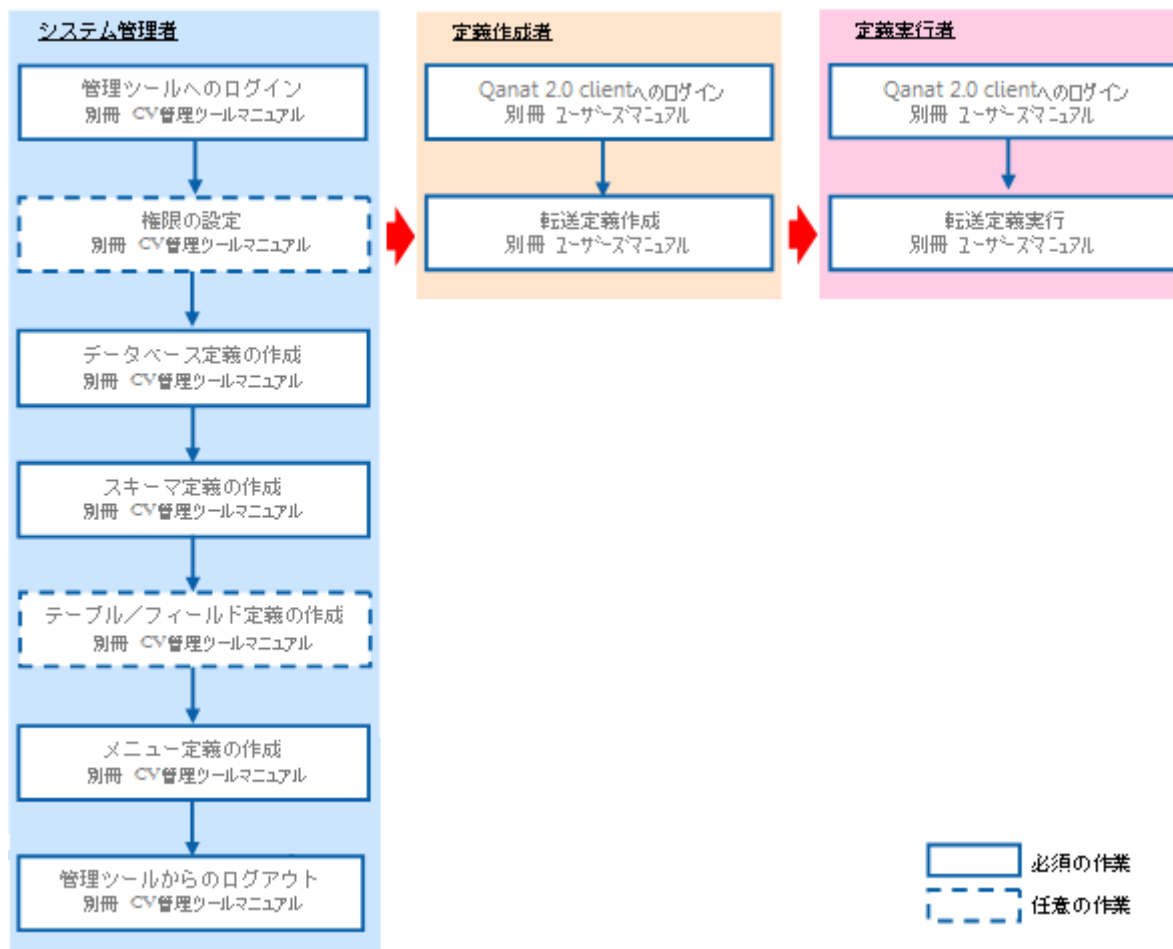 システム管理者
管理ツールへのログイン
別冊 CV管理ツールマニュアル
権限の設定
別冊 CV管理ツールマニュアル
データベース定義の作成
別冊 CV管理ツールマニュアル
スキーマ定義の作成
別冊 CV管理ツールマニュアル
テーブル/フィールド定義の作成
別冊 CV管理ツールマニュアル
メニュー定義の作成
別冊 CV管理ツールマニュアル
管理ツールからのログアウト
別冊 CV管理ツールマニュアル
定義作成者
Qanat 2.0 clientへのログイン
別冊 ユーザーズマニュアル
転送定義作成
別冊 ユーザーズマニュアル
定義実行者
Qanat 2.0 clientへのログイン
別冊 ユーザーズマニュアル
転送定義実行
別冊 ユーザーズマニュアル
必須の作業
任意の作業